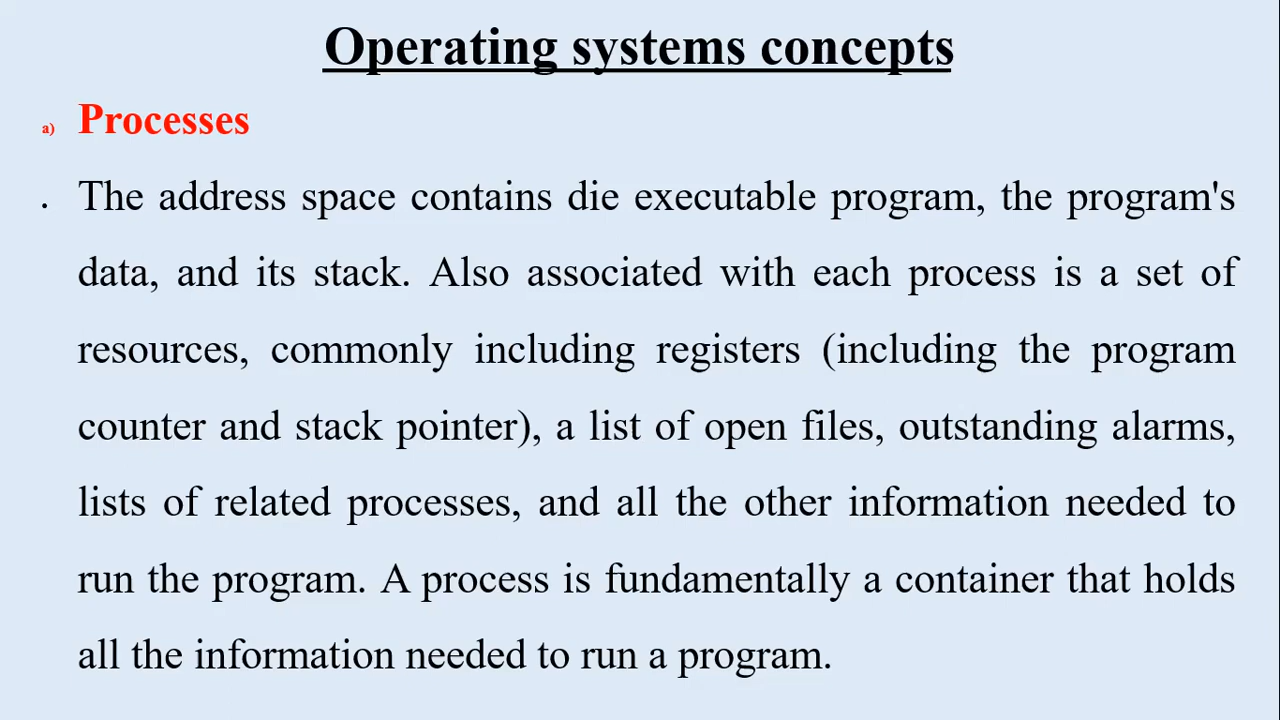 Operating systems concepts
a) Processes
. The address space contains die executable program, the program's
data, and its stack. Also associated with each process is a set of
resources, commonly including registers (including the program
counter and stack pointer), a list of open files, outstanding alarms,
lists of related processes, and all the other information needed to
run the program. A process is fundamentally a container that holds
all the information needed to run a program.